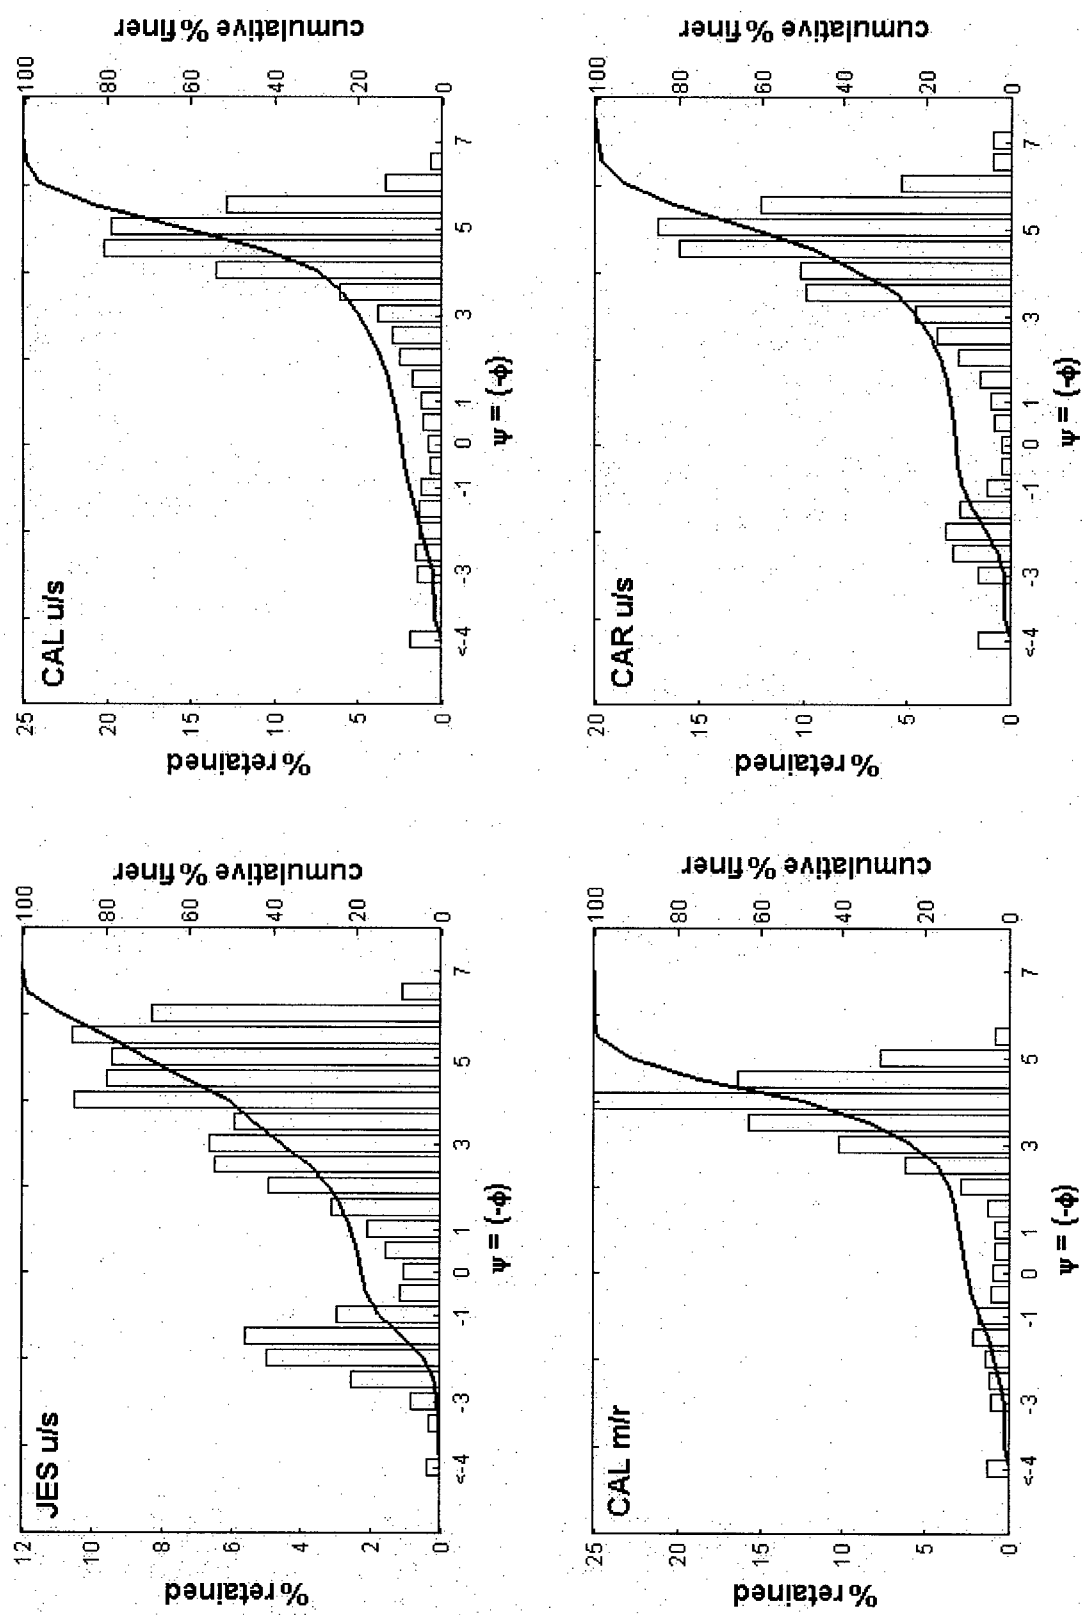 JES u/s
% retained
12
10
8
6
4
2
0
<-4 -3 -1 0 1 3 5 7
ψ = (-ϕ)
100
80
60
40
20
0
cumulative % finer
CAL u/s
% retained
25
20
15
10
5
0
<-4 -3 -1 0 1 3 5 7
ψ = (-ϕ)
100
80
60
40
20
0
cumulative % finer
CAL m/r
% retained
25
20
15
10
5
0
<-4 -3 -1 0 1 3 5 7
ψ = (-ϕ)
100
80
60
40
20
0
cumulative % finer
CAR u/s
% retained
20
15
10
5
0
<-4 -3 -1 0 1 3 5 7
ψ = (-ϕ)
100
80
60
40
20
0
cumulative % finer